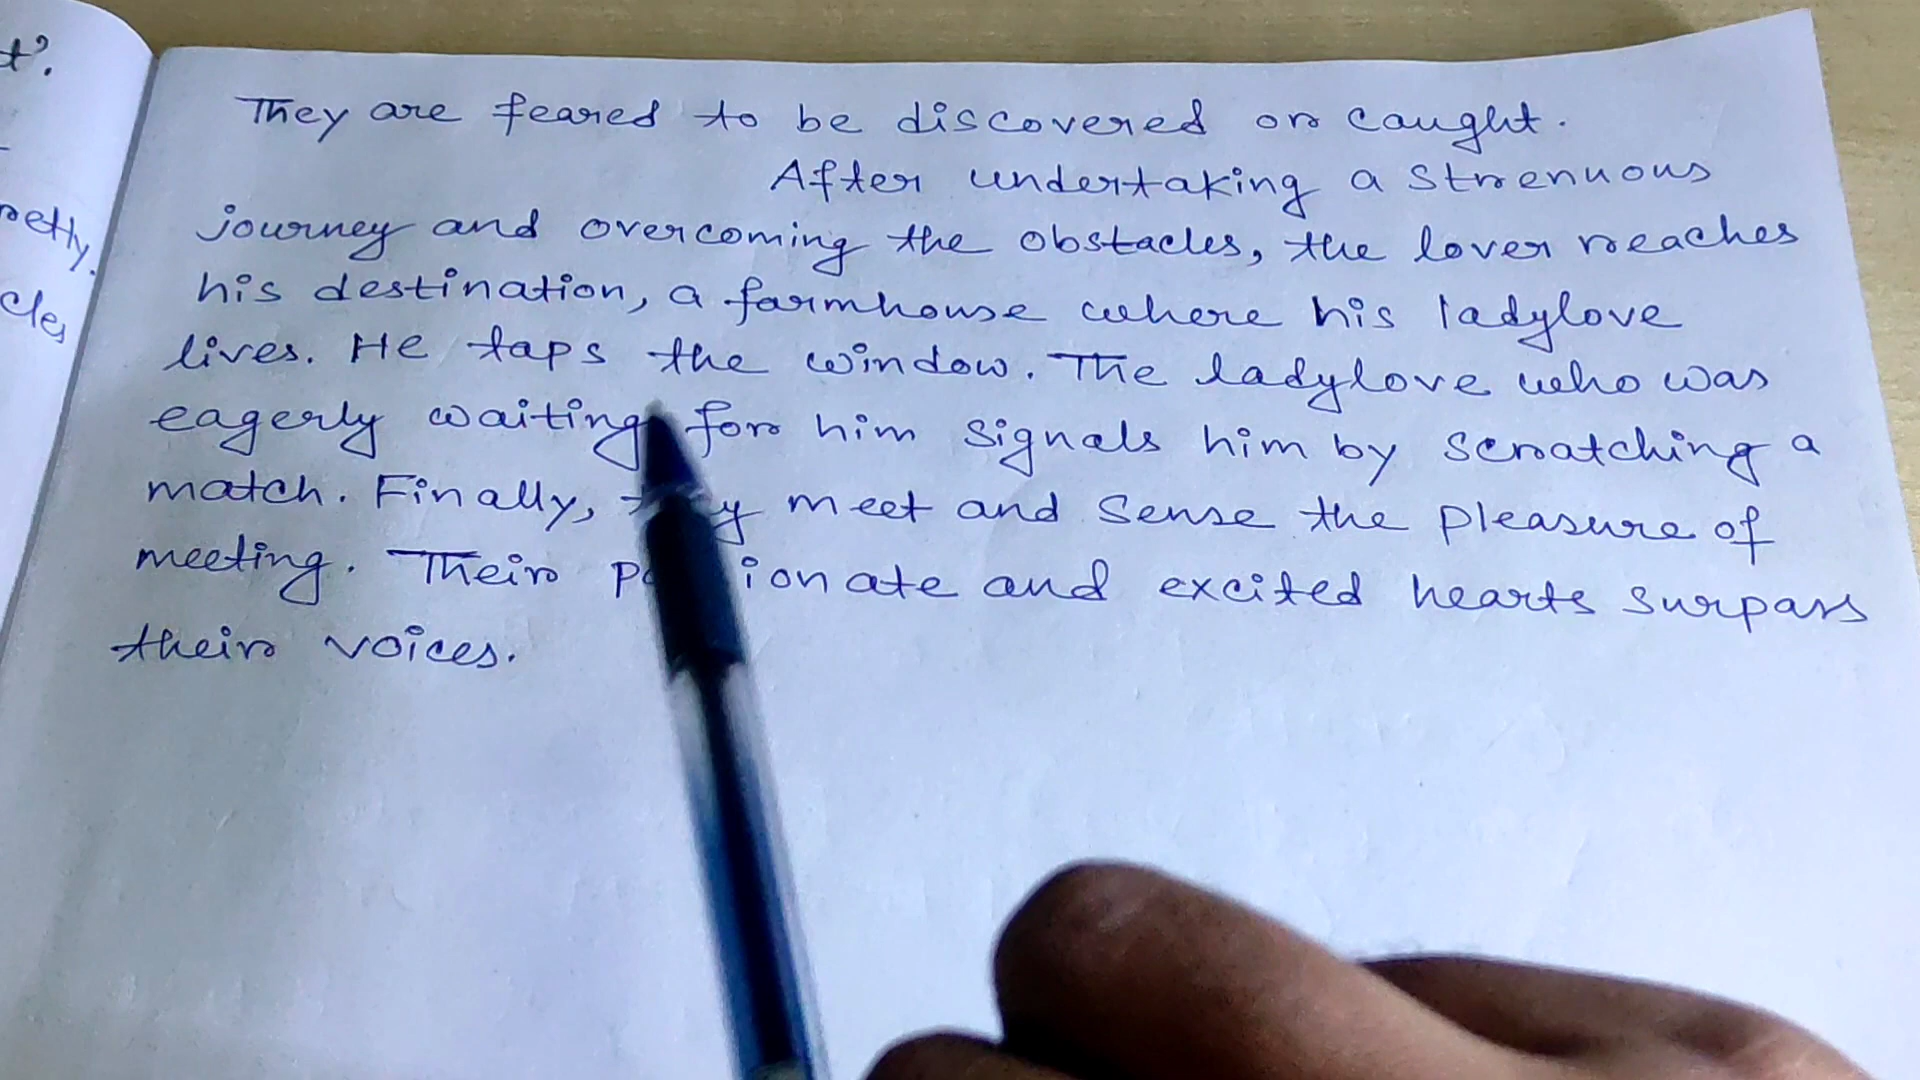 t?
They are feared to be discovered or caught.
After undertaking a strenuous
retty.
journey and overcoming the obstacles, the lover reaches
cles
his destination, a farmhouse where his ladylove
lives. He taps the window. The ladylove who was
eagerly waiting for him signals him by scratching a
match. Finally, meet and sense the pleasure of
meeting. Their and excited hearts surpass
their voices.